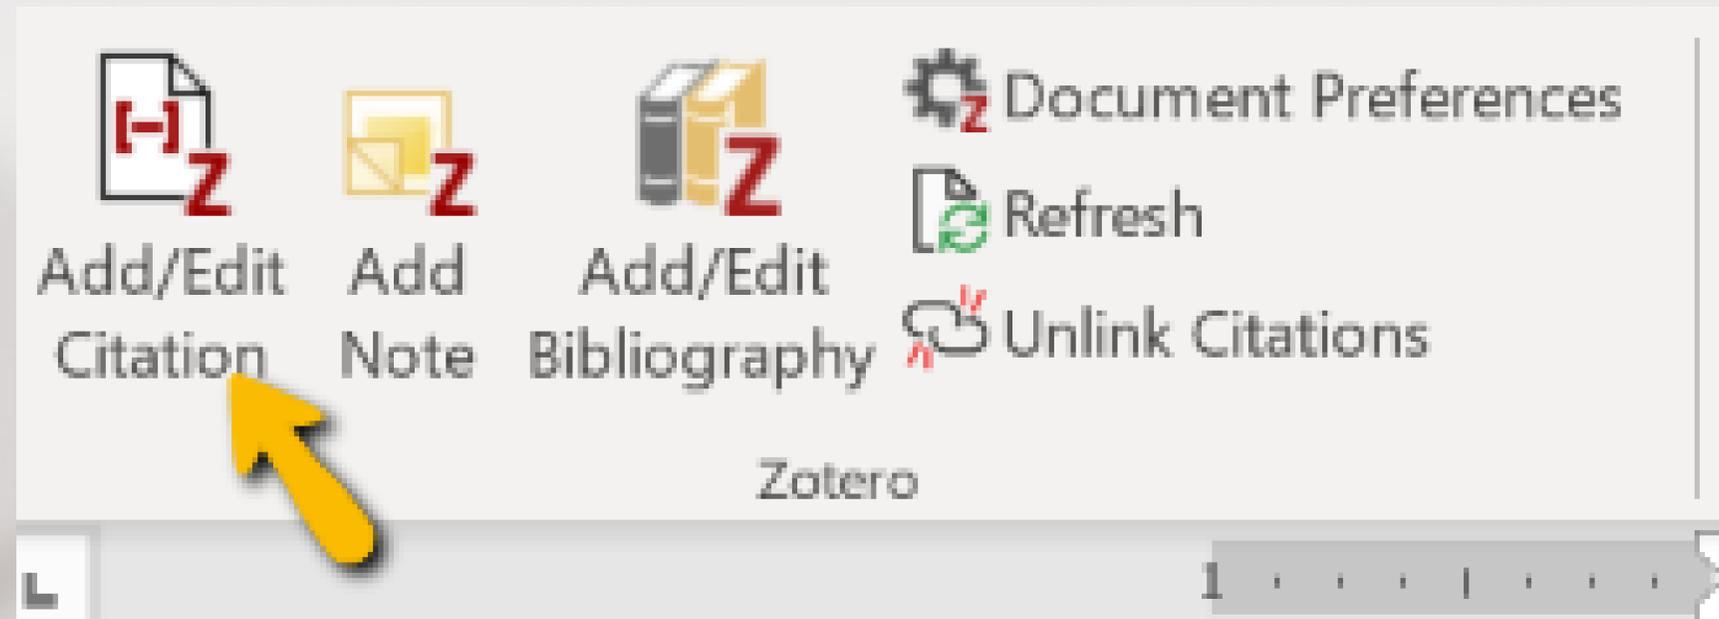 Add/Edit
Citation
Add
Note
Add/Edit
Bibliography
Document Preferences
Refresh
Unlink Citations
Zotero
1